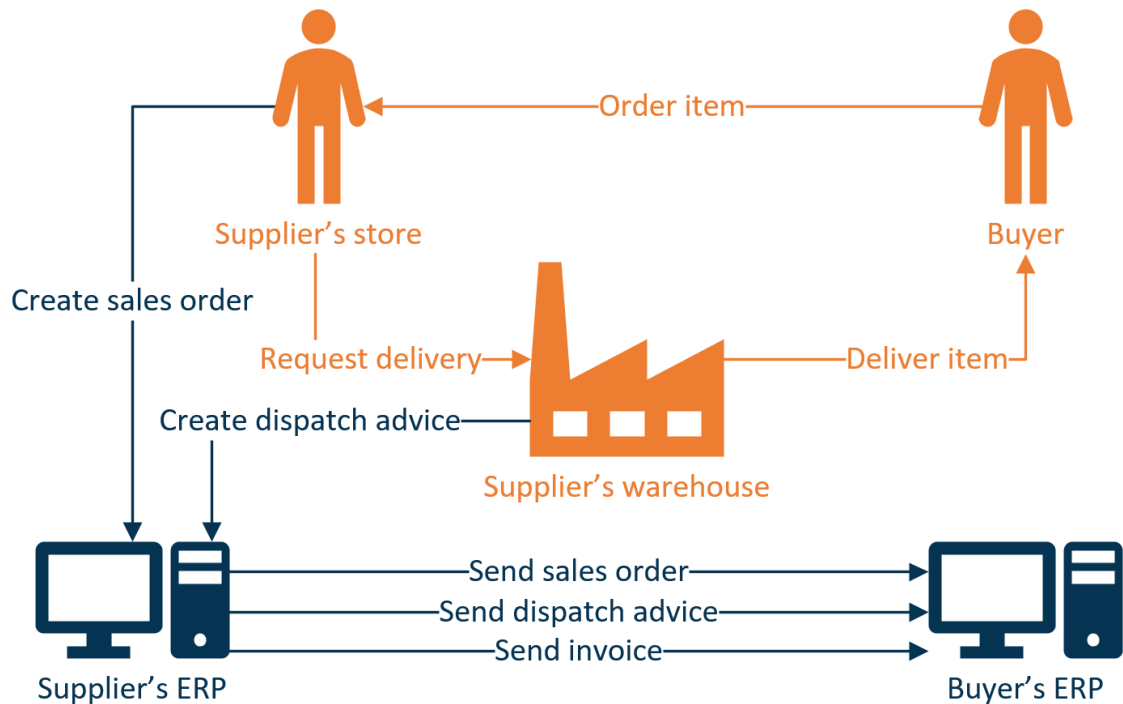 Order item
Supplier’s store
Buyer
Create sales order
Request delivery
Deliver item
Create dispatch advice
Supplier’s warehouse
Send sales order
Send dispatch advice
Send invoice
Supplier’s ERP
Buyer’s ERP